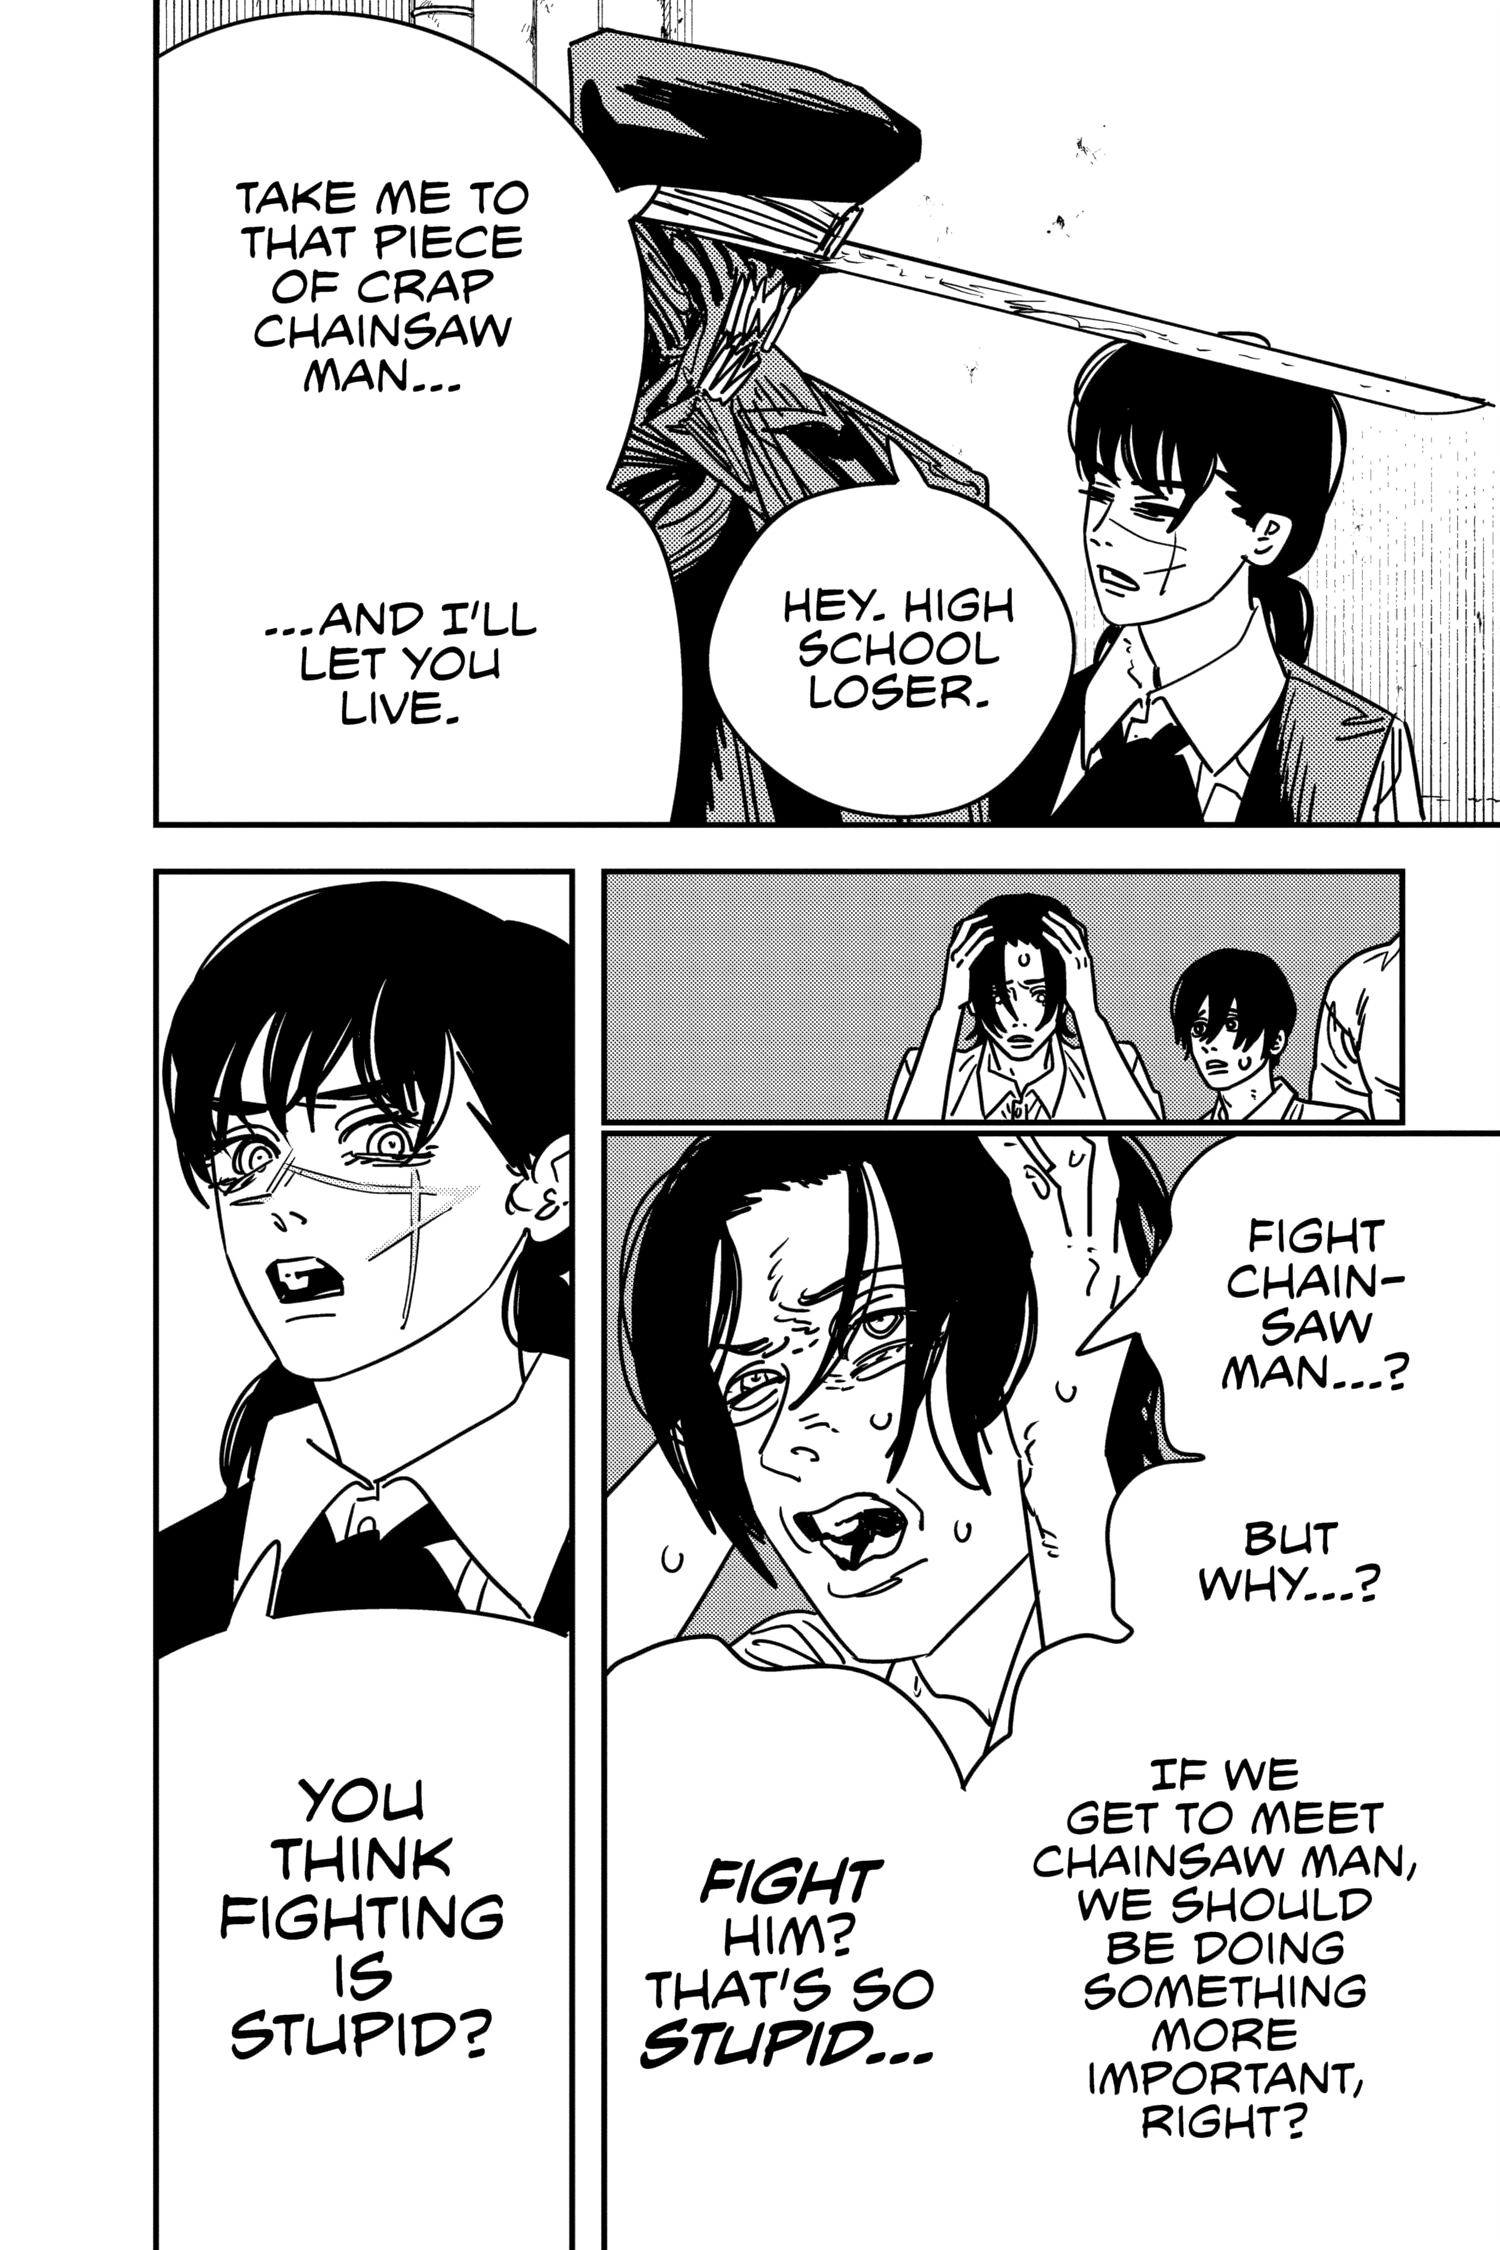 HEY. HIGH
SCHOOL
LOSER.
TAKE ME TO
THAT PIECE
OF CRAP
CHAINSAW
MAN...
...AND I'LL
LET YOU
LIVE.
FIGHT
CHAIN-
SAW
MAN...?
BUT
WHY...?
IF WE
GET TO MEET
CHAINSAW MAN,
WE SHOULD
BE DOING
SOMETHING
MORE
IMPORTANT,
RIGHT?
FIGHT
HIM?
THAT'S SO
STUPID...
YOU
THINK
FIGHTING
IS
STUPID?